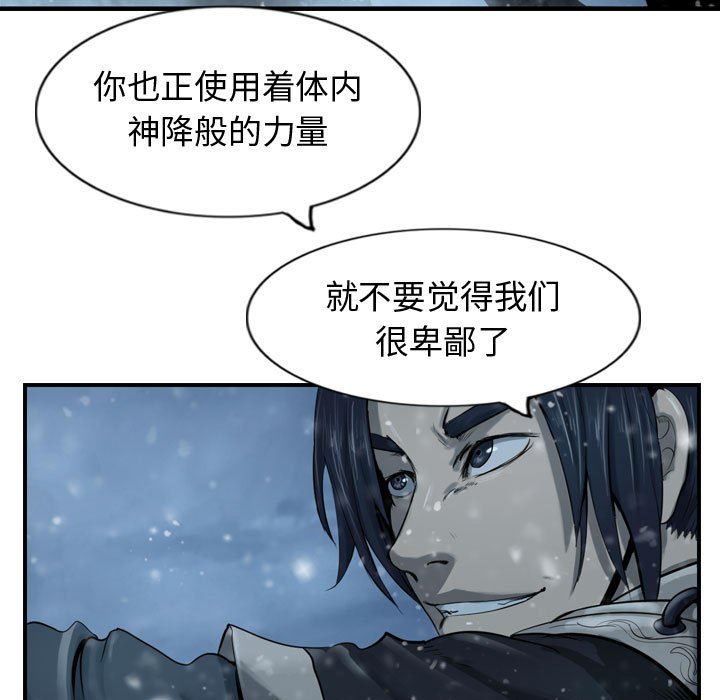 你也正使用着体内
神降般的力量
就不要觉得我们
很卑鄙了